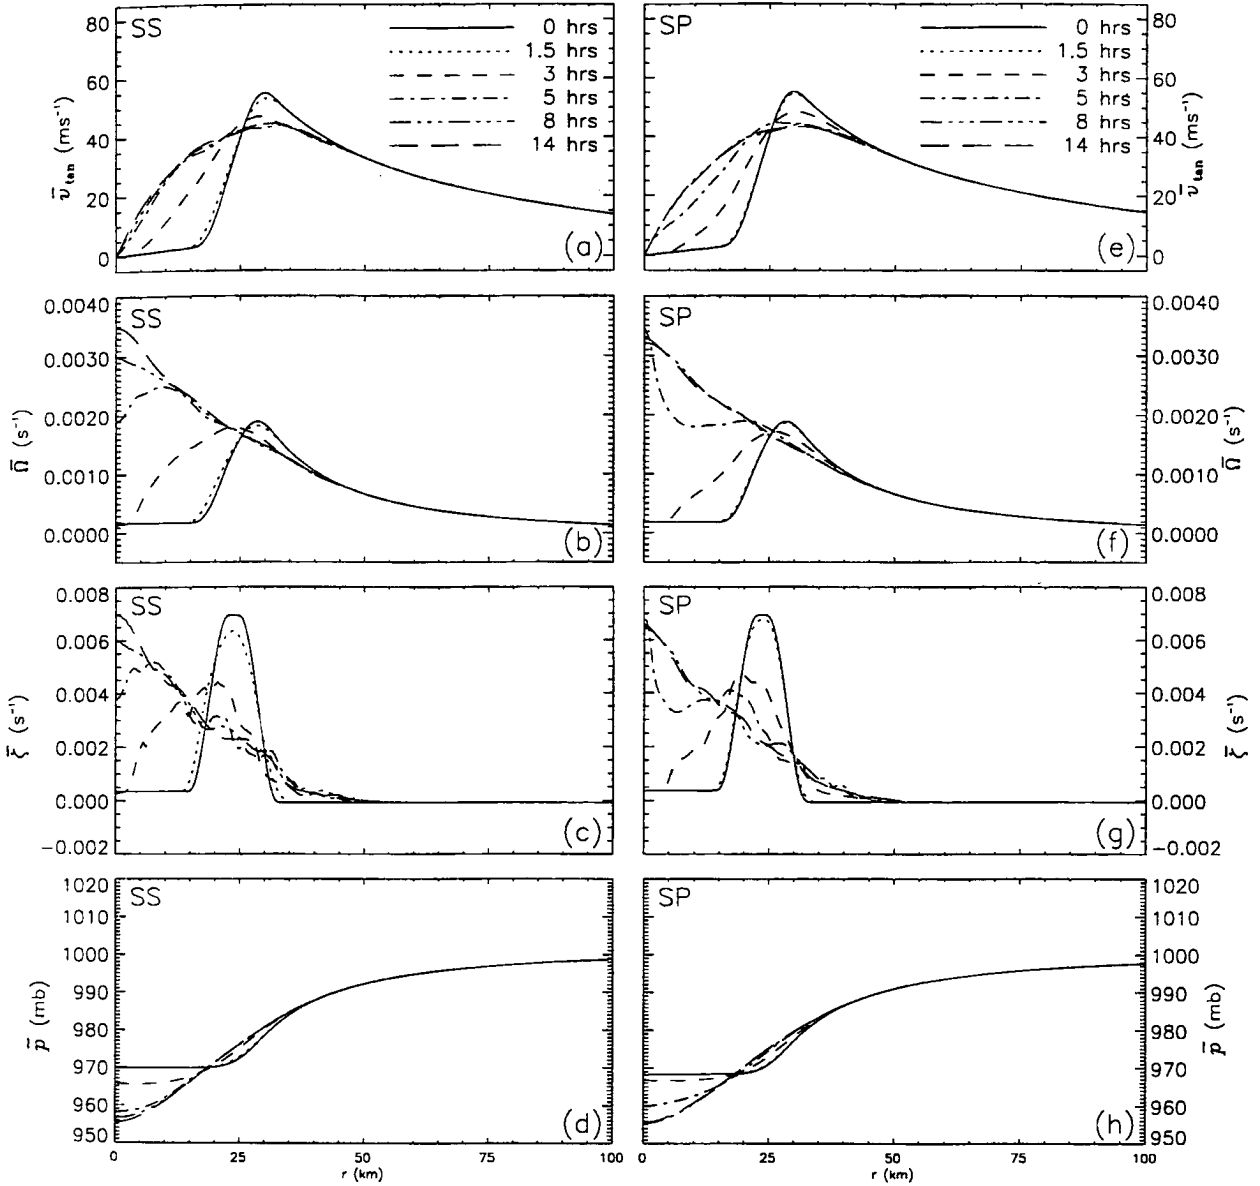 SS
0 hrs
1.5 hrs
3 hrs
5 hrs
8 hrs
14 hrs
80
60
40
20
0
v̄tan (ms⁻¹)
(a)
SP
0 hrs
1.5 hrs
3 hrs
5 hrs
8 hrs
14 hrs
80
60
40
20
0
v̄tan (ms⁻¹)
(e)
SS
0.0040
0.0030
0.0020
0.0010
0.0000
Ω̄ (s⁻¹)
(b)
SP
0.0040
0.0030
0.0020
0.0010
0.0000
Ω̄ (s⁻¹)
(f)
SS
0.008
0.006
0.004
0.002
0.000
−0.002
ζ̄ (s⁻¹)
(c)
SP
0.008
0.006
0.004
0.002
0.000
−0.002
ζ̄ (s⁻¹)
(g)
SS
1020
1010
1000
990
980
970
960
950
p̄ (mb)
(d)
0 25 50 75 100
r (km)
SP
1020
1010
1000
990
980
970
960
950
p̄ (mb)
(h)
0 25 50 75 100
r (km)